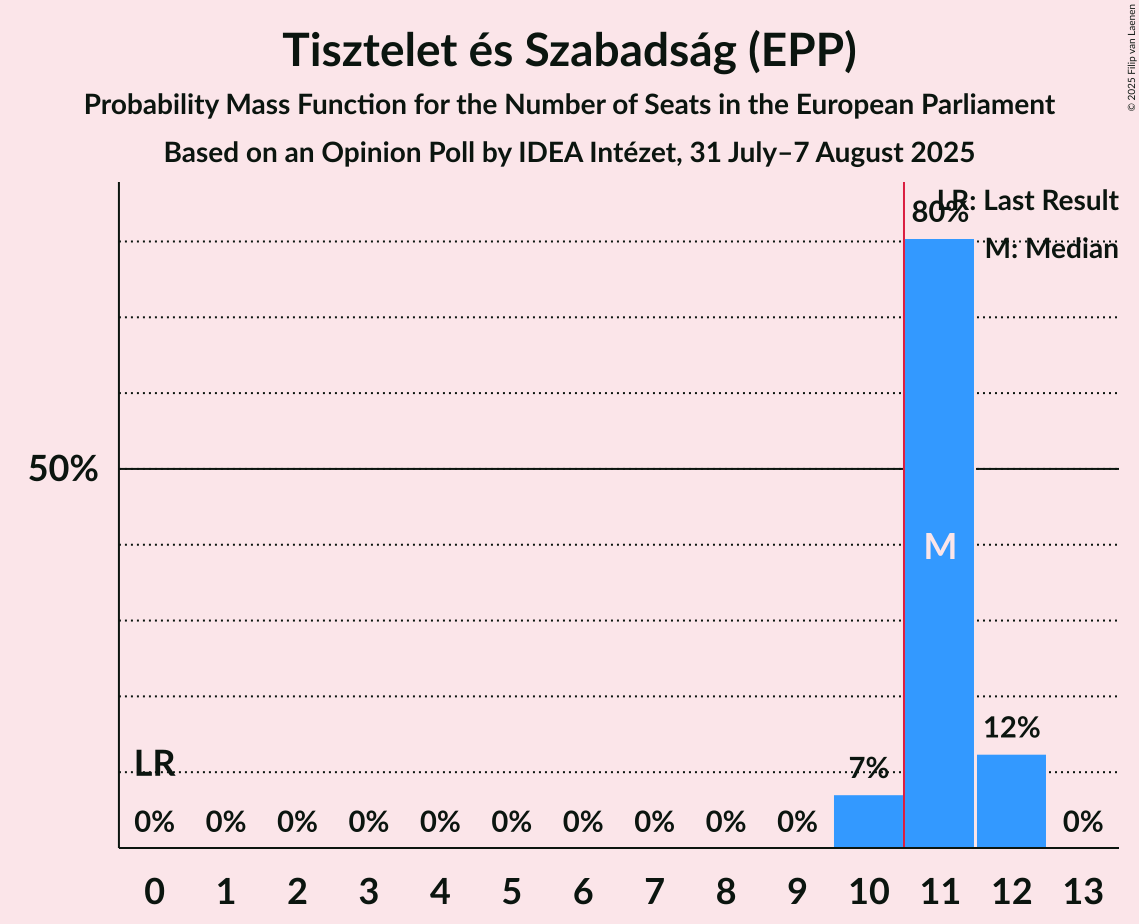 Tisztelet és Szabadság (EPP)
Probability Mass Function for the Number of Seats in the European Parliament
Based on an Opinion Poll by IDEA Intézet, 31 July–7 August 2025
© 2025 Filip van Laenen
LR: Last Result
M: Median
80%
50%
M
12%
LR
7%
0% 0% 0% 0% 0% 0% 0% 0% 0% 0% 0%
0 1 2 3 4 5 6 7 8 9 10 11 12 13